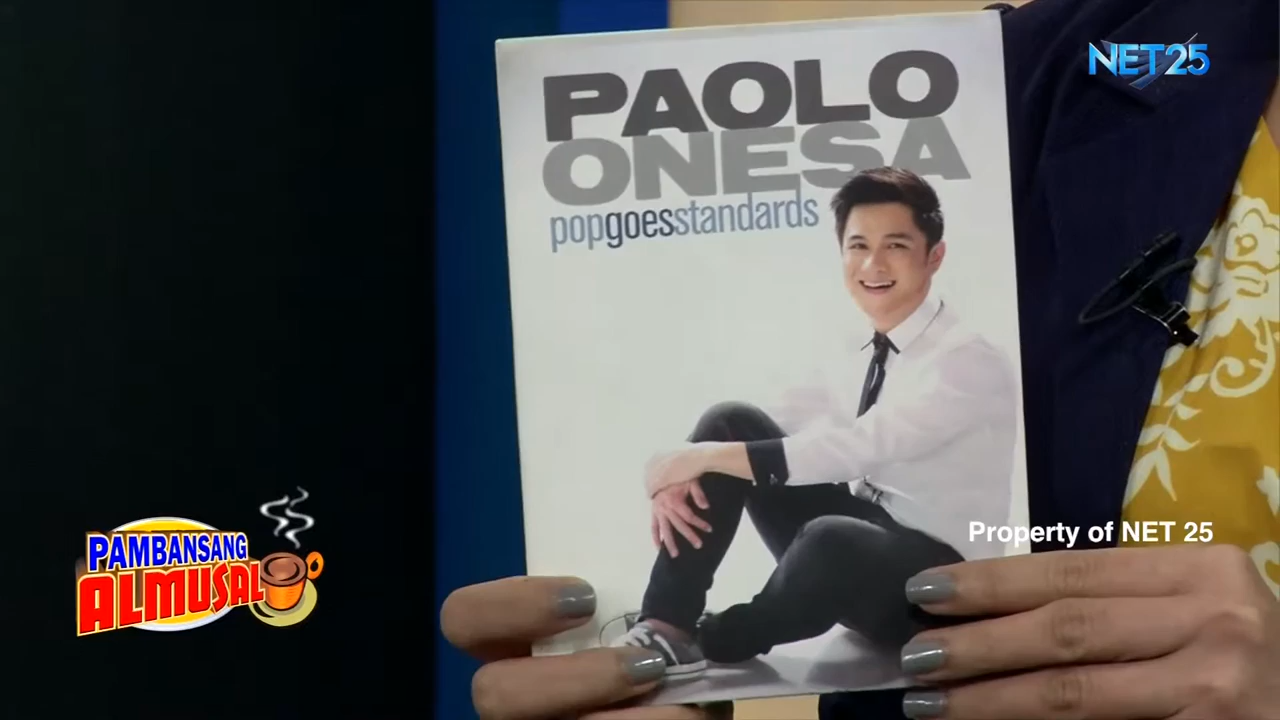 NET25
PAOLO
ONESA
popgoesstandards
Property of NET 25
PAMBANSANG
ALMUSAL